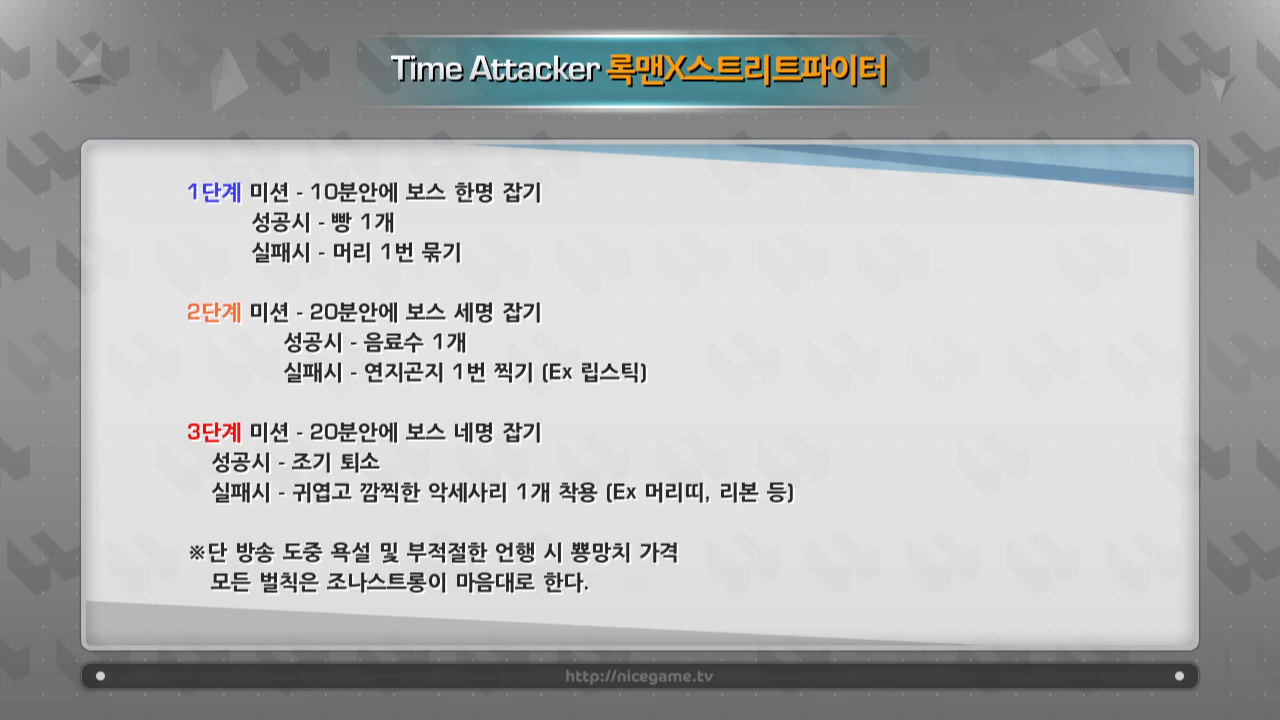 Time Attacker 록맨X스트리트파이터
1단계 미션 - 10분안에 보스 한명 잡기
성공시 - 빵 1개
실패시 - 머리 1번 묶기
2단계 미션 - 20분안에 보스 세명 잡기
성공시 - 음료수 1개
실패시 - 연지곤지 1번 찍기 (Ex 립스틱)
3단계 미션 - 20분안에 보스 네명 잡기
성공시 - 조기 퇴소
실패시 - 귀엽고 깜찍한 악세사리 1개 착용 (Ex 머리띠, 리본 등)
※단 방송 도중 욕설 및 부적절한 언행 시 뿅망치 가격
모든 벌칙은 조나스트롱이 마음대로 한다.
http://nicegame.tv